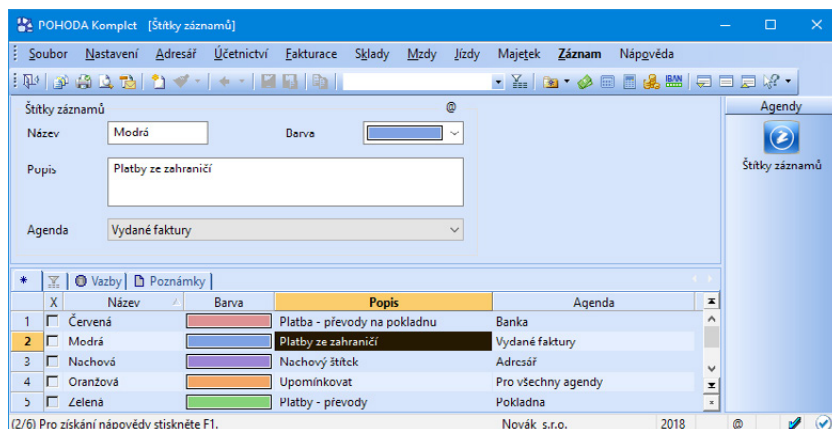 POHODA Komplet [Štítky záznamů]
Soubor Nastavení Adresář Účetnictví Fakturace Sklady Mzdy Jízdy Majetek Záznam Nápověda
IBAN
Štítky záznamů @
Název Modrá Barva
Popis Platby ze zahraničí
Agenda Vydané faktury
Agendy
Štítky záznamů
* Vazby Poznámky
X Název Barva Popis Agenda
1 Červená Platba - převody na pokladnu Banka
2 Modrá Platby ze zahraničí Vydané faktury
3 Nachová Nachový štítek Adresář
4 Oranžová Upomínkovat Pro všechny agendy
5 Zelená Platby - převody Pokladna
(2/6) Pro získání nápovědy stiskněte F1. Novák s.r.o. 2018 @